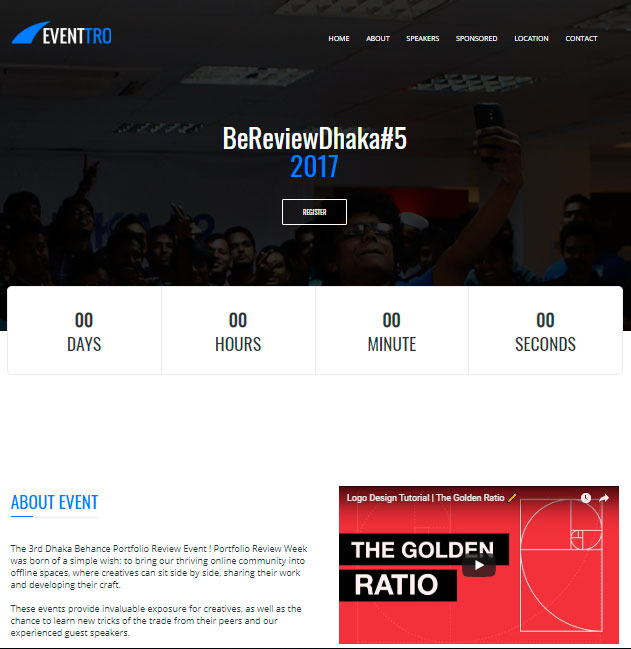 EVENTTRO
HOME ABOUT SPEAKERS SPONSORED LOCATION CONTACT
BeReviewDhaka#5
2017
REGISTER
00 00 00 00
DAYS HOURS MINUTE SECONDS
ABOUT EVENT
The 3rd Dhaka Behance Portfolio Review Event ! Portfolio Review Week
was born of a simple wish: to bring our thriving online community into
offline spaces, where creatives can sit side by side, sharing their work
and developing their craft.
These events provide invaluable exposure for creatives, as well as the
chance to learn new tricks of the trade from their peers and our
experienced guest speakers.
Logo Design Tutorial | The Golden Ratio
THE GOLDEN
RATIO